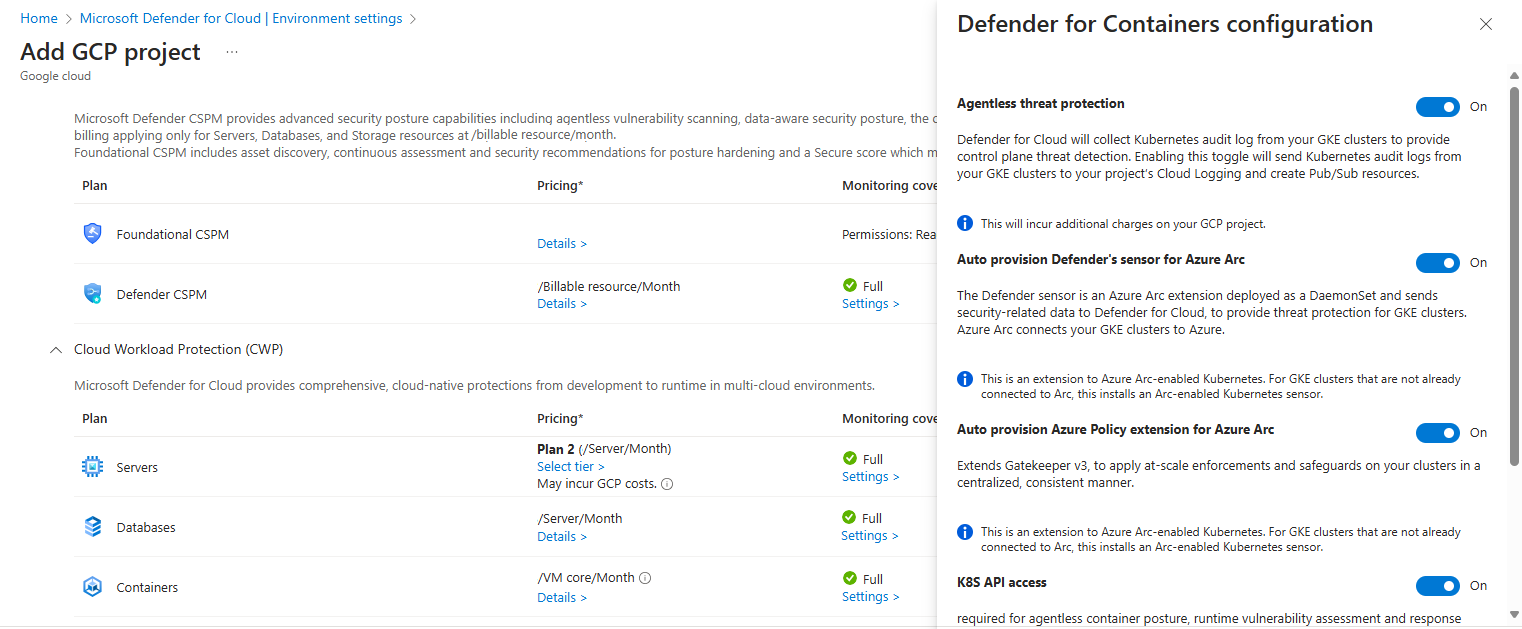 Home > Microsoft Defender for Cloud | Environment settings >
Add GCP project ...
Google cloud
Microsoft Defender CSPM provides advanced security posture capabilities including agentless vulnerability scanning, data-aware security posture, the c
billing applying only for Servers, Databases, and Storage resources at /billable resource/month.
Foundational CSPM includes asset discovery, continuous assessment and security recommendations for posture hardening and a Secure score which m
Plan Pricing* Monitoring cove
Foundational CSPM Details > Permissions: Rea
Defender CSPM /Billable resource/Month Full
Details > Settings >
Cloud Workload Protection (CWP)
Microsoft Defender for Cloud provides comprehensive, cloud-native protections from development to runtime in multi-cloud environments.
Plan Pricing* Monitoring cove
Servers Plan 2 (/Server/Month) Full
Select tier > Settings >
May incur GCP costs.
Databases /Server/Month Full
Details > Settings >
Containers /VM core/Month Full
Details > Settings >
Defender for Containers configuration
Agentless threat protection On
Defender for Cloud will collect Kubernetes audit log from your GKE clusters to provide
control plane threat detection. Enabling this toggle will send Kubernetes audit logs from
your GKE clusters to your project's Cloud Logging and create Pub/Sub resources.
This will incur additional charges on your GCP project.
Auto provision Defender's sensor for Azure Arc On
The Defender sensor is an Azure Arc extension deployed as a DaemonSet and sends
security-related data to Defender for Cloud, to provide threat protection for GKE clusters.
Azure Arc connects your GKE clusters to Azure.
This is an extension to Azure Arc-enabled Kubernetes. For GKE clusters that are not already
connected to Arc, this installs an Arc-enabled Kubernetes sensor.
Auto provision Azure Policy extension for Azure Arc On
Extends Gatekeeper v3, to apply at-scale enforcements and safeguards on your clusters in a
centralized, consistent manner.
This is an extension to Azure Arc-enabled Kubernetes. For GKE clusters that are not already
connected to Arc, this installs an Arc-enabled Kubernetes sensor.
K8S API access On
required for agentless container posture, runtime vulnerability assessment and response